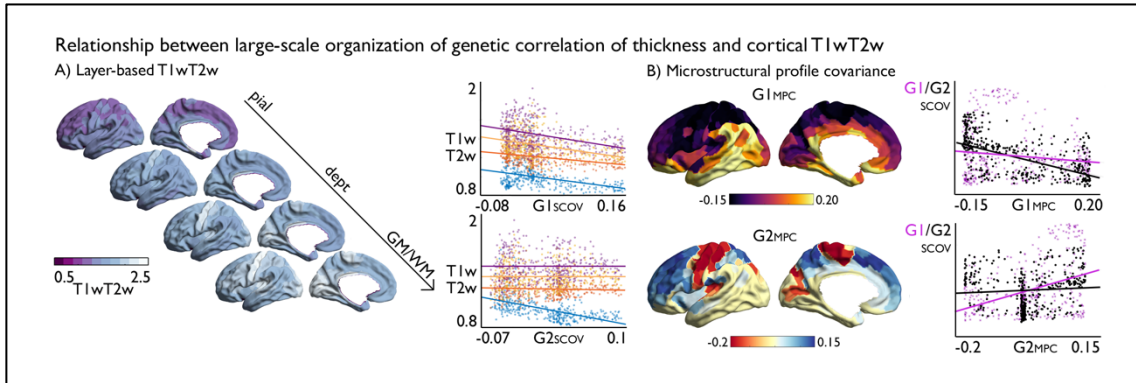 Relationship between large-scale organization of genetic correlation of thickness and cortical T1wT2w
A) Layer-based T1wT2w
pial
dept
GM/WM
0.5 2.5
T1wT2w
2
T1w
T2w
0.8
-0.08 G1SCOV 0.16
2
T1w
T2w
0.8
-0.07 G2SCOV 0.1
B) Microstructural profile covariance
G1MPC
-0.15 0.20
G2MPC
-0.2 0.15
G1/G2
SCOV
-0.15 G1MPC 0.20
G1/G2
SCOV
-0.2 G2MPC 0.15